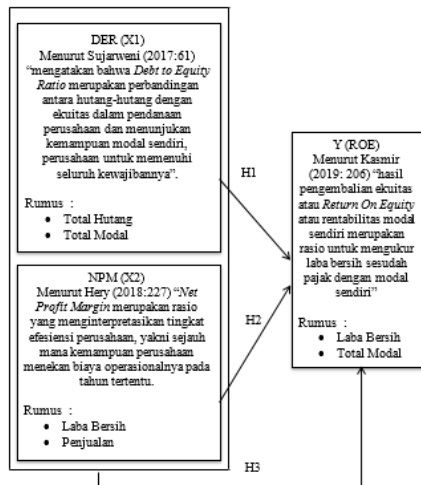 DER (X1)
Menurut Sujarweni (2017:61)
“mengatakan bahwa Debt to Equity
Ratio merupakan perbandingan
antara hutang-hutang dengan
ekuitas dalam pendanaan
perusahaan dan menunjukan
kemampuan modal sendiri,
perusahaan untuk memenuhi
seluruh kewajibannya”.
Rumus :
• Total Hutang
• Total Modal
H1
Y (ROE)
Menurut Kasmir
(2019: 206) “hasil
pengembalian ekuitas
atau Return On Equity
atau rentabilitas modal
sendiri merupakan
rasio untuk mengukur
laba bersih sesudah
pajak dengan modal
sendiri”
Rumus :
• Laba Bersih
• Total Modal
NPM (X2)
Menurut Hery (2018:227) “Net
Profit Margin merupakan rasio
yang menginterpretasikan tingkat
efesiensi perusahaan, yakni sejauh
mana kemampuan perusahaan
menekan biaya operasionalnya pada
tahun tertentu.
Rumus :
• Laba Bersih
• Penjualan
H2
H3